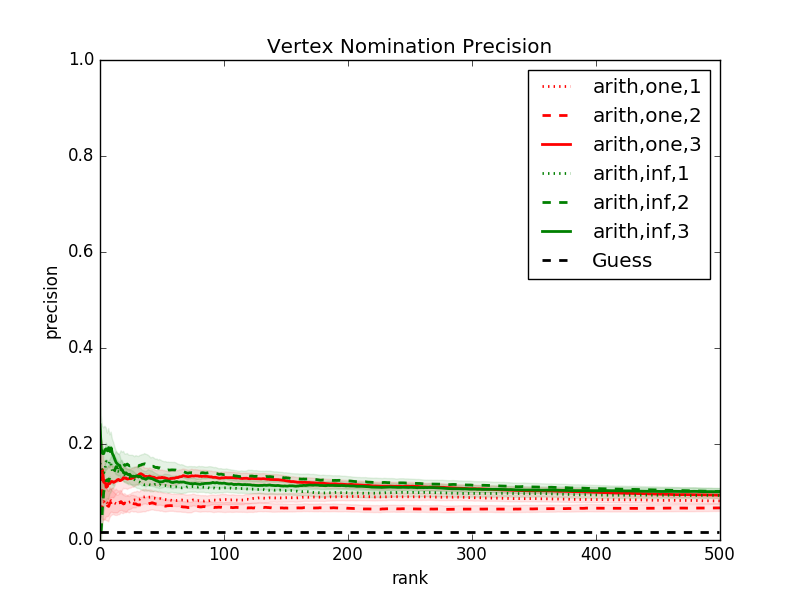 Vertex Nomination Precision
1.0
0.8
0.6
0.4
0.2
0.0
precision
0
100
200
300
400
500
rank
arith,one,1
arith,one,2
arith,one,3
arith,inf,1
arith,inf,2
arith,inf,3
Guess